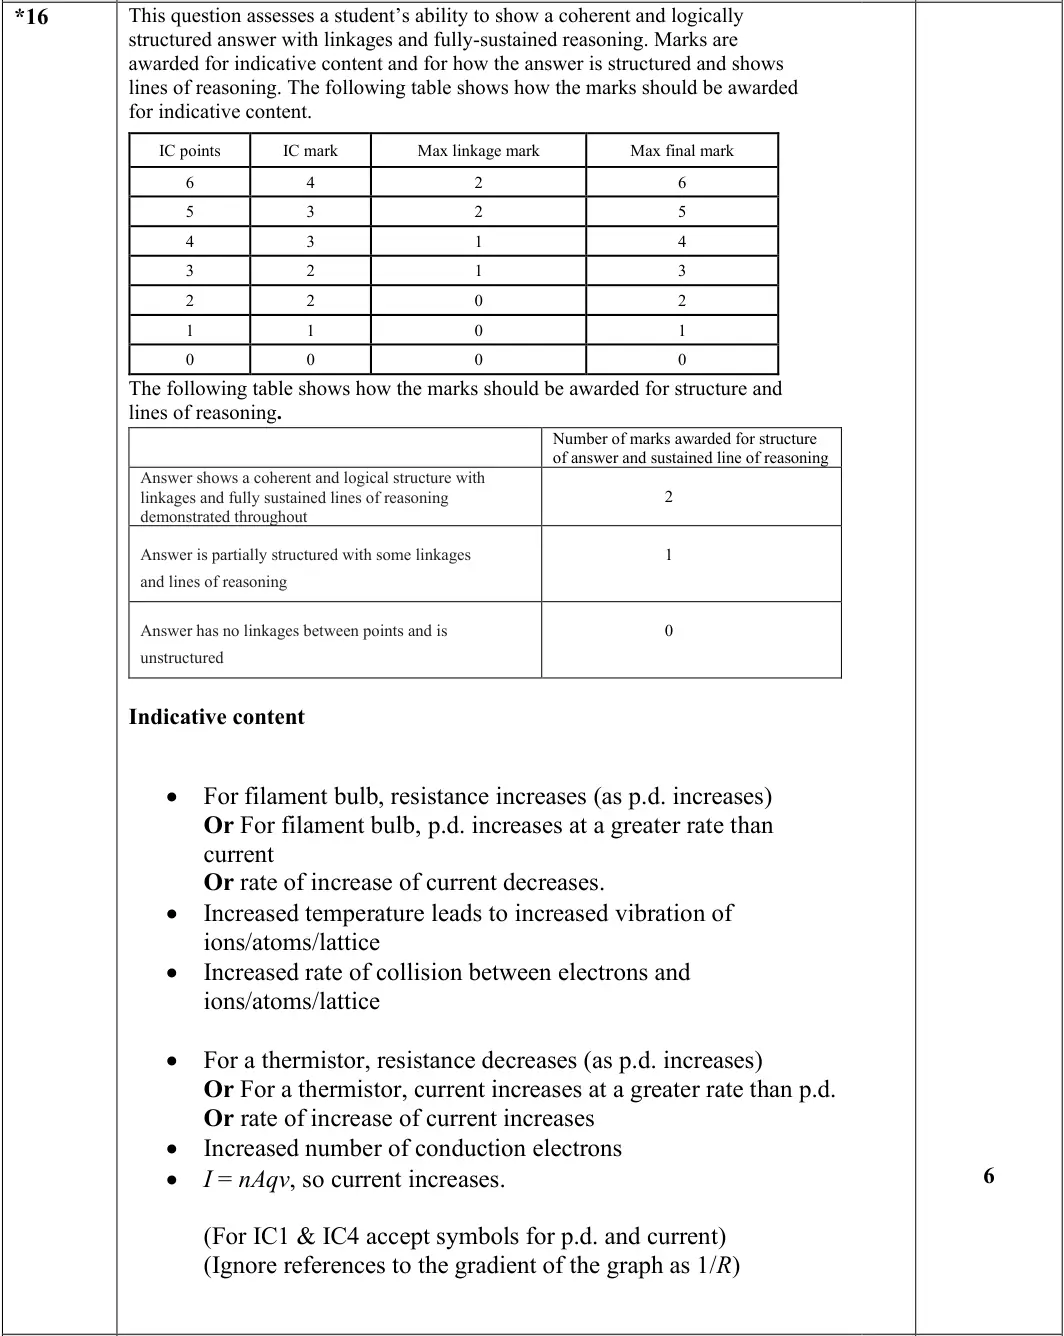 *16
This question assesses a student’s ability to show a coherent and logically
structured answer with linkages and fully-sustained reasoning. Marks are
awarded for indicative content and for how the answer is structured and shows
lines of reasoning. The following table shows how the marks should be awarded
for indicative content.
IC points IC mark Max linkage mark Max final mark
6 4 2 6
5 3 2 5
4 3 1 4
3 2 1 3
2 2 0 2
1 1 0 1
0 0 0 0
The following table shows how the marks should be awarded for structure and
lines of reasoning.
Number of marks awarded for structure
of answer and sustained line of reasoning
Answer shows a coherent and logical structure with
linkages and fully sustained lines of reasoning
demonstrated throughout
2
Answer is partially structured with some linkages
and lines of reasoning
1
Answer has no linkages between points and is
unstructured
0
Indicative content
• For filament bulb, resistance increases (as p.d. increases)
Or For filament bulb, p.d. increases at a greater rate than
current
Or rate of increase of current decreases.
• Increased temperature leads to increased vibration of
ions/atoms/lattice
• Increased rate of collision between electrons and
ions/atoms/lattice
• For a thermistor, resistance decreases (as p.d. increases)
Or For a thermistor, current increases at a greater rate than p.d.
Or rate of increase of current increases
• Increased number of conduction electrons
• I = nAqv, so current increases.
(For IC1 & IC4 accept symbols for p.d. and current)
(Ignore references to the gradient of the graph as 1/R)
6